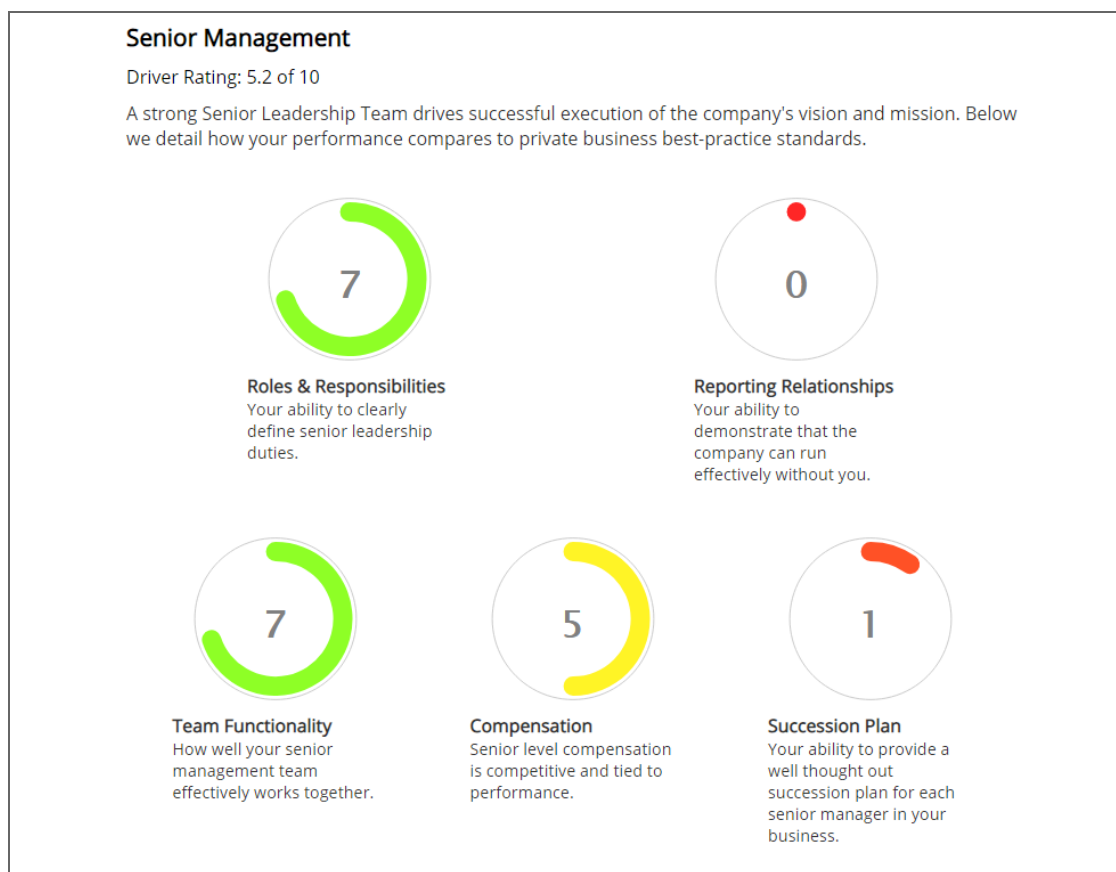 Senior Management
Driver Rating: 5.2 of 10
A strong Senior Leadership Team drives successful execution of the company's vision and mission. Below
we detail how your performance compares to private business best-practice standards.
7
Roles & Responsibilities
Your ability to clearly
define senior leadership
duties.
0
Reporting Relationships
Your ability to
demonstrate that the
company can run
effectively without you.
7
Team Functionality
How well your senior
management team
effectively works together.
5
Compensation
Senior level compensation
is competitive and tied to
performance.
1
Succession Plan
Your ability to provide a
well thought out
succession plan for each
senior manager in your
business.